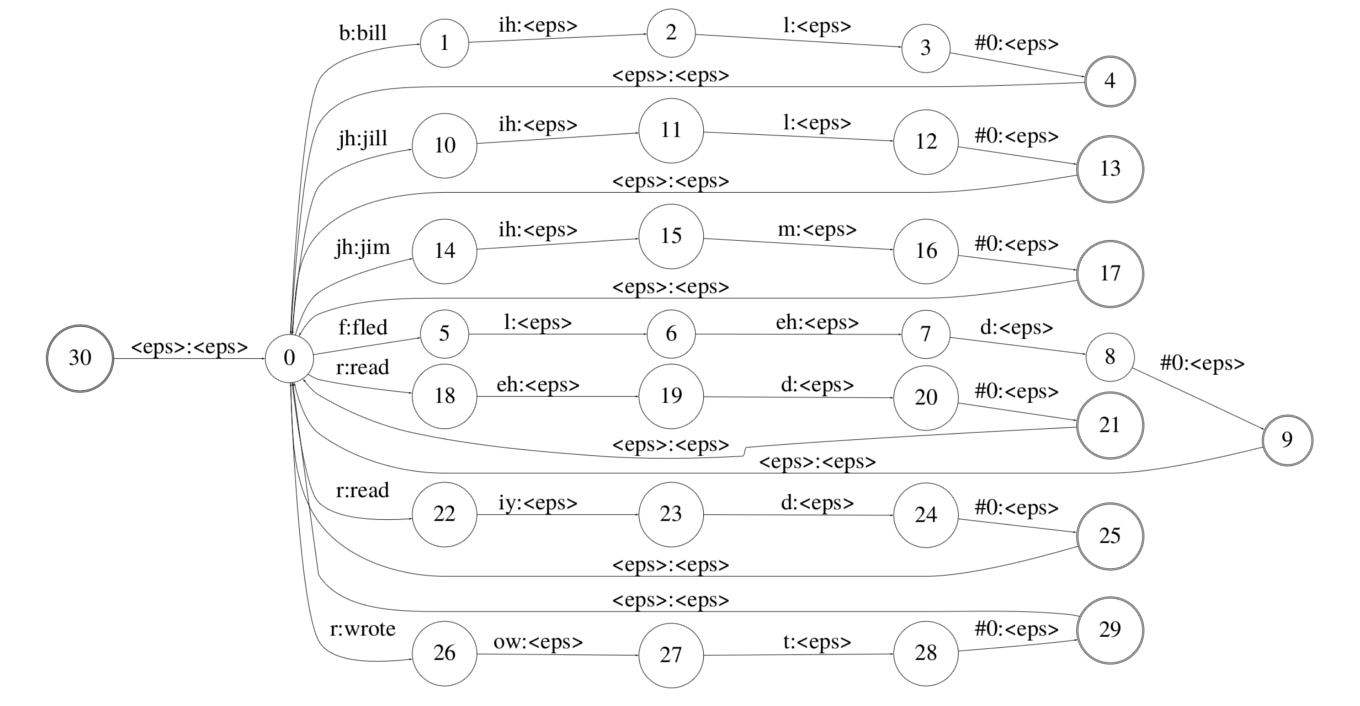 b:bill 1 ih:<eps> 2 l:<eps> 3 #0:<eps> 4
<eps>:<eps>
jh:jill 10 ih:<eps> 11 l:<eps> 12 #0:<eps> 13
<eps>:<eps>
jh:jim 14 ih:<eps> 15 m:<eps> 16 #0:<eps> 17
<eps>:<eps>
f:fled 5 l:<eps> 6 eh:<eps> 7 d:<eps> 8 #0:<eps>
30 <eps>:<eps> 0
r:read 18 eh:<eps> 19 d:<eps> 20 #0:<eps> 21
<eps>:<eps> 9
<eps>:<eps>
r:read 22 iy:<eps> 23 d:<eps> 24 #0:<eps> 25
<eps>:<eps>
<eps>:<eps>
r:wrote 26 ow:<eps> 27 t:<eps> 28 #0:<eps> 29